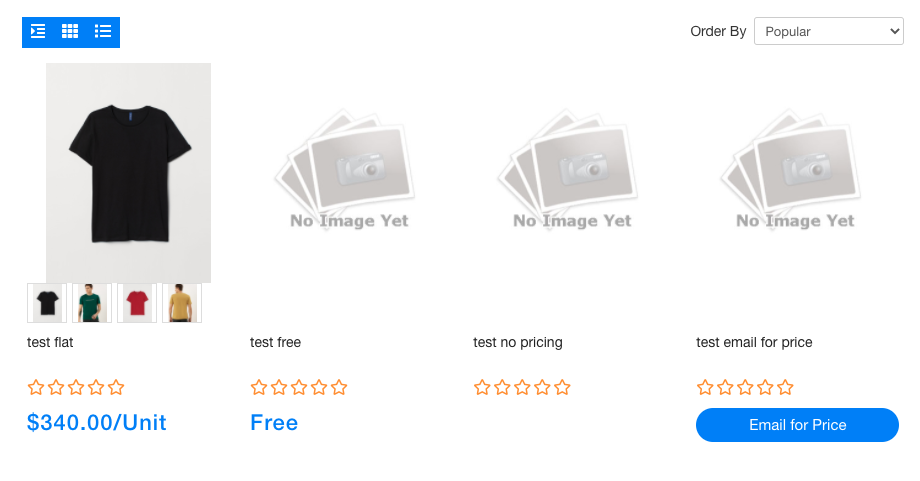 Order By Popular
No Image Yet
No Image Yet
No Image Yet
test flat
test free
test no pricing
test email for price
$340.00/Unit
Free
Email for Price